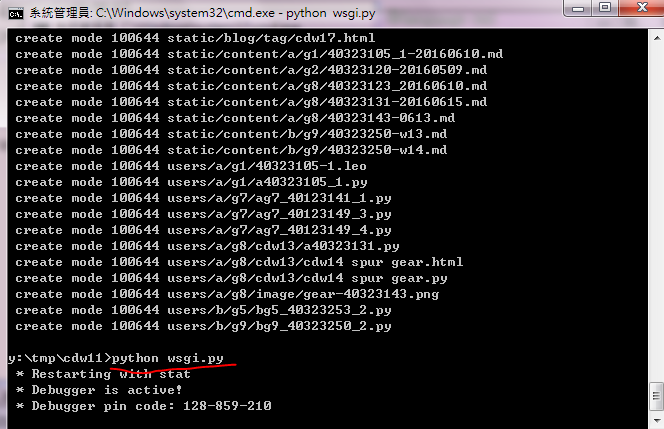 系統管理員: C:\Windows\system32\cmd.exe - python  wsgi.py
create mode 100644 static/blog/tag/cdw17.html
create mode 100644 static/content/a/g1/40323105_1-20160610.md
create mode 100644 static/content/a/g2/40323120-20160509.md
create mode 100644 static/content/a/g8/40323123_20160610.md
create mode 100644 static/content/a/g8/40323131-20160615.md
create mode 100644 static/content/a/g8/40323143-0613.md
create mode 100644 static/content/b/g9/40323250-w13.md
create mode 100644 static/content/b/g9/40323250-w14.md
create mode 100644 users/a/g1/40323105-1.leo
create mode 100644 users/a/g1/a40323105_1.py
create mode 100644 users/a/g7/ag7_40123141_1.py
create mode 100644 users/a/g7/ag7_40123149_3.py
create mode 100644 users/a/g7/ag7_40123149_4.py
create mode 100644 users/a/g8/cdw13/a40323131.py
create mode 100644 users/a/g8/cdw13/cdw14 spur gear.html
create mode 100644 users/a/g8/cdw13/cdw14 spur gear.py
create mode 100644 users/a/g8/image/gear-40323143.png
create mode 100644 users/b/g5/bg5_40323253_2.py
create mode 100644 users/b/g9/bg9_40323250_2.py
y:\tmp\cdw11>python wsgi.py
* Restarting with stat
* Debugger is active!
* Debugger pin code: 128-859-210